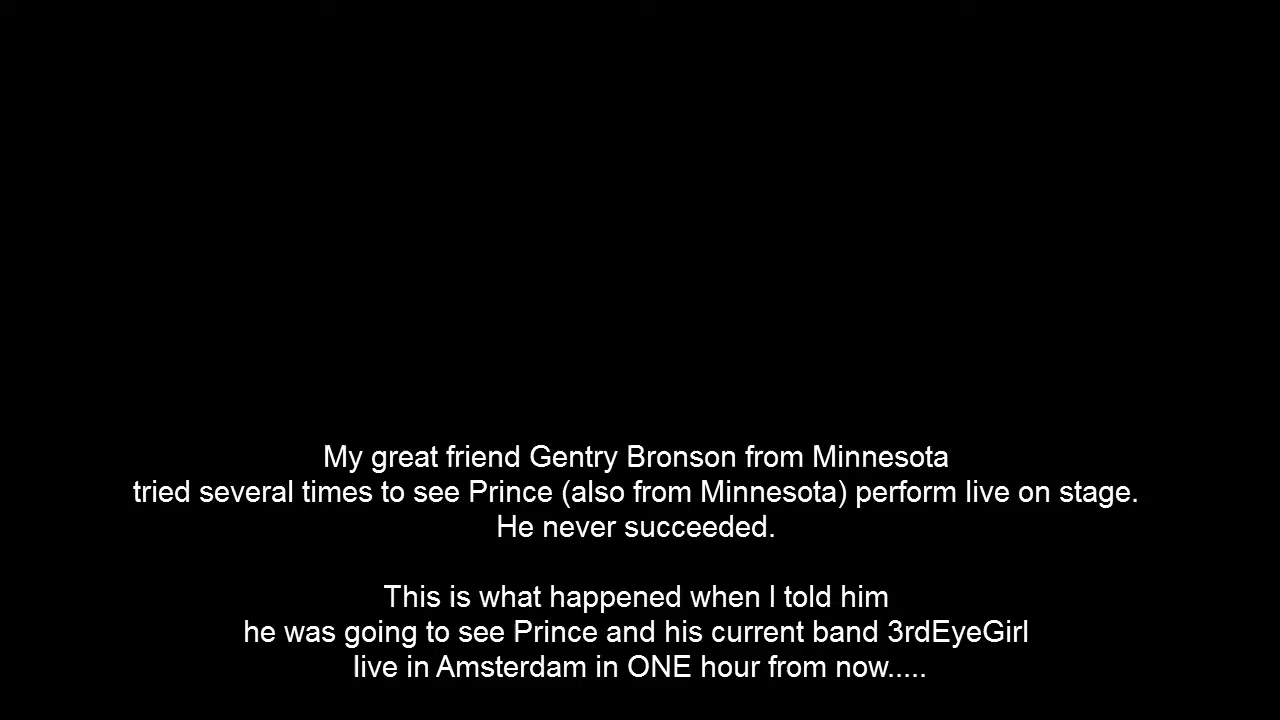 My great friend Gentry Bronson from Minnesota
tried several times to see Prince (also from Minnesota) perform live on stage.
He never succeeded.
This is what happened when I told him
he was going to see Prince and his current band 3rdEyeGirl
live in Amsterdam in ONE hour from now.....